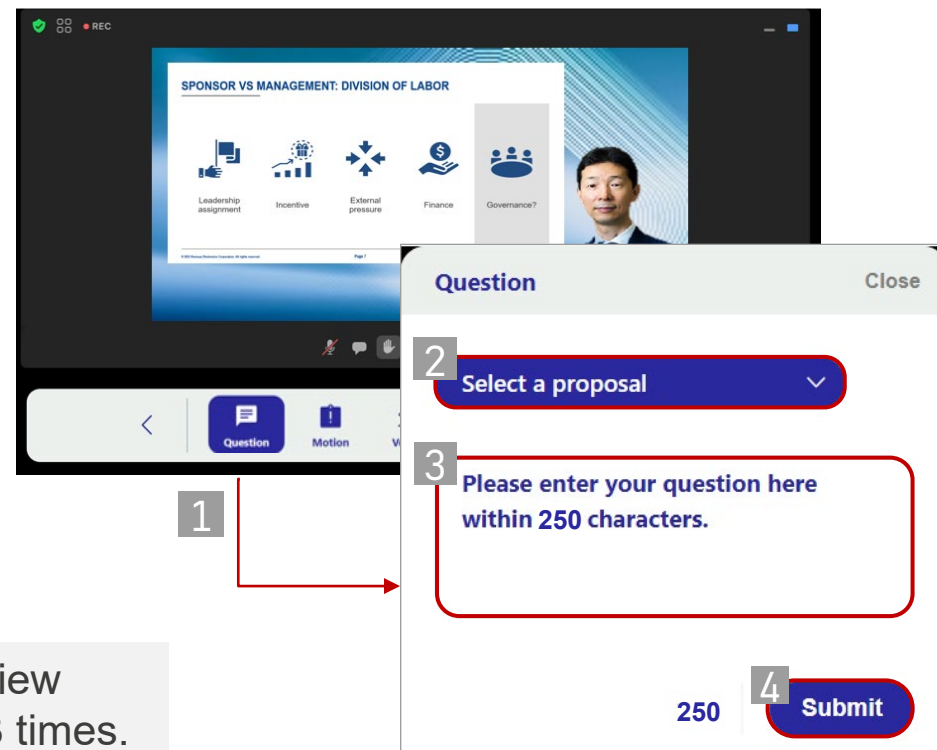 REC
SPONSOR VS MANAGEMENT: DIVISION OF LABOR
Leadership
assignment
Incentive
External
pressure
Finance
Governance?
Page 7
Question
Close
2
Select a proposal
3
Please enter your question here
within 250 characters.
Question
Motion
1
iew
times.
250
4
Submit